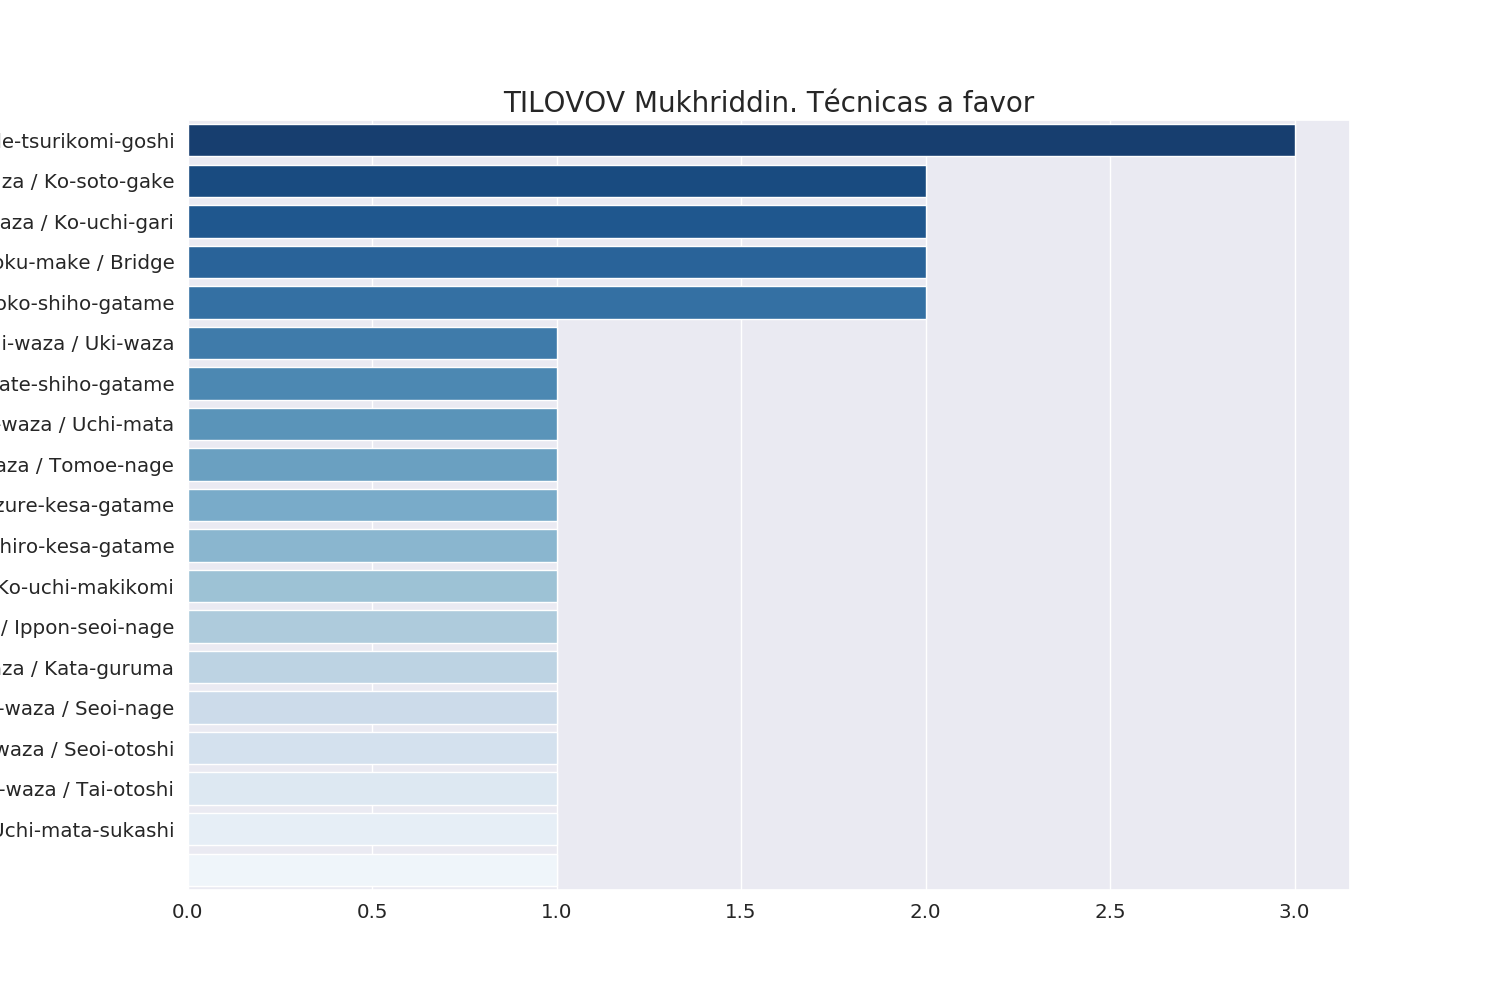 TILOVOV Mukhriddin. Técnicas a favor
de-tsurikomi-goshi
za / Ko-soto-gake
aza / Ko-uchi-gari
oku-make / Bridge
oko-shiho-gatame
i-waza / Uki-waza
ate-shiho-gatame
-waza / Uchi-mata
aza / Tomoe-nage
zure-kesa-gatame
hiro-kesa-gatame
Ko-uchi-makikomi
/ Ippon-seoi-nage
aza / Kata-guruma
-waza / Seoi-nage
waza / Seoi-otoshi
-waza / Tai-otoshi
Uchi-mata-sukashi
0.0 0.5 1.0 1.5 2.0 2.5 3.0